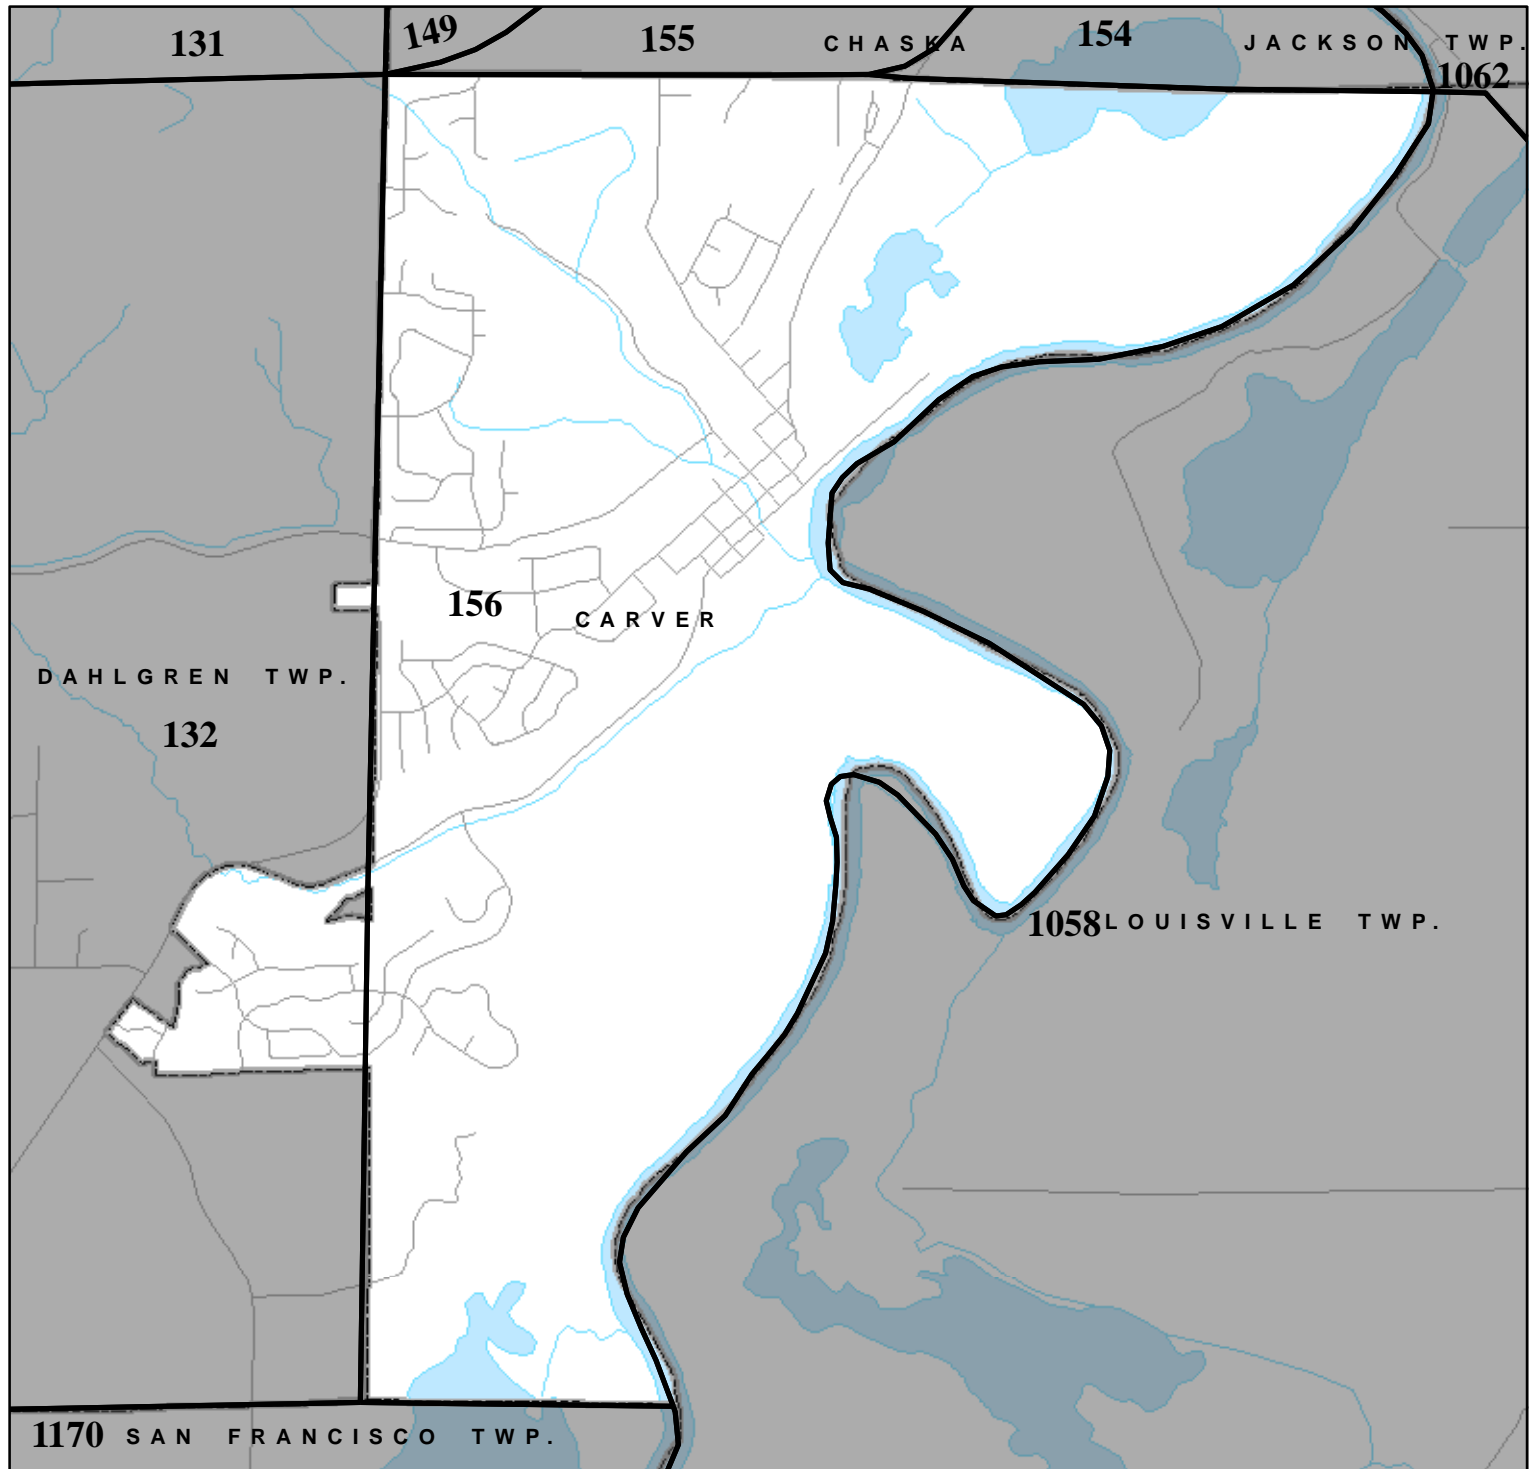 131
149
155
CHASKA
154
JACKSON TWP.
1062
156
CARVER
DAHLGREN TWP.
132
1058 LOUISVILLE TWP.
1170 SAN FRANCISCO TWP.